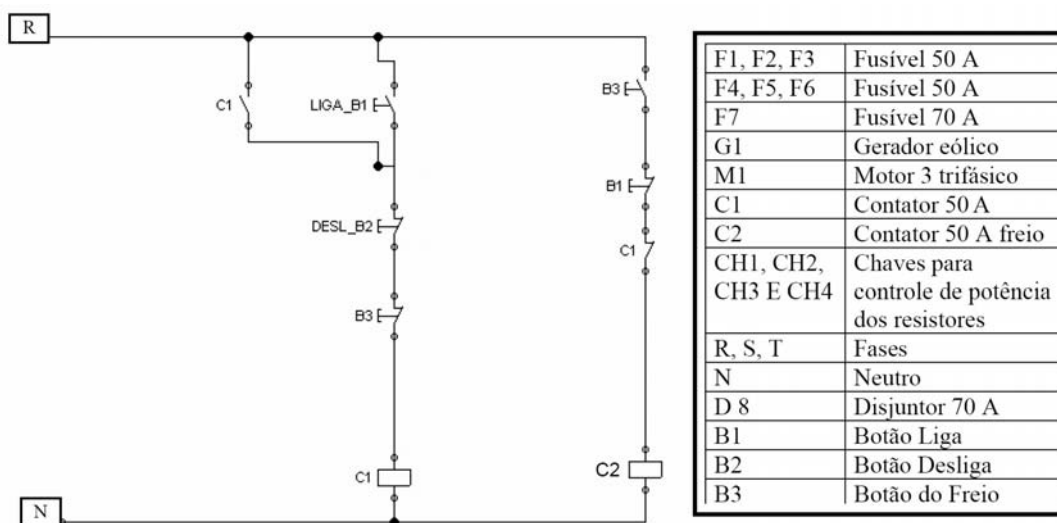 R
C1
LIGA_B1
B3
B1
DESL_B2
C1
B3
C1
C2
N
F1, F2, F3 Fusível 50 A
F4, F5, F6 Fusível 50 A
F7 Fusível 70 A
G1 Gerador eólico
M1 Motor 3 trifásico
C1 Contator 50 A
C2 Contator 50 A freio
CH1, CH2, Chaves para
CH3 E CH4 controle de potência
dos resistores
R, S, T Fases
N Neutro
D 8 Disjuntor 70 A
B1 Botão Liga
B2 Botão Desliga
B3 Botão do Freio